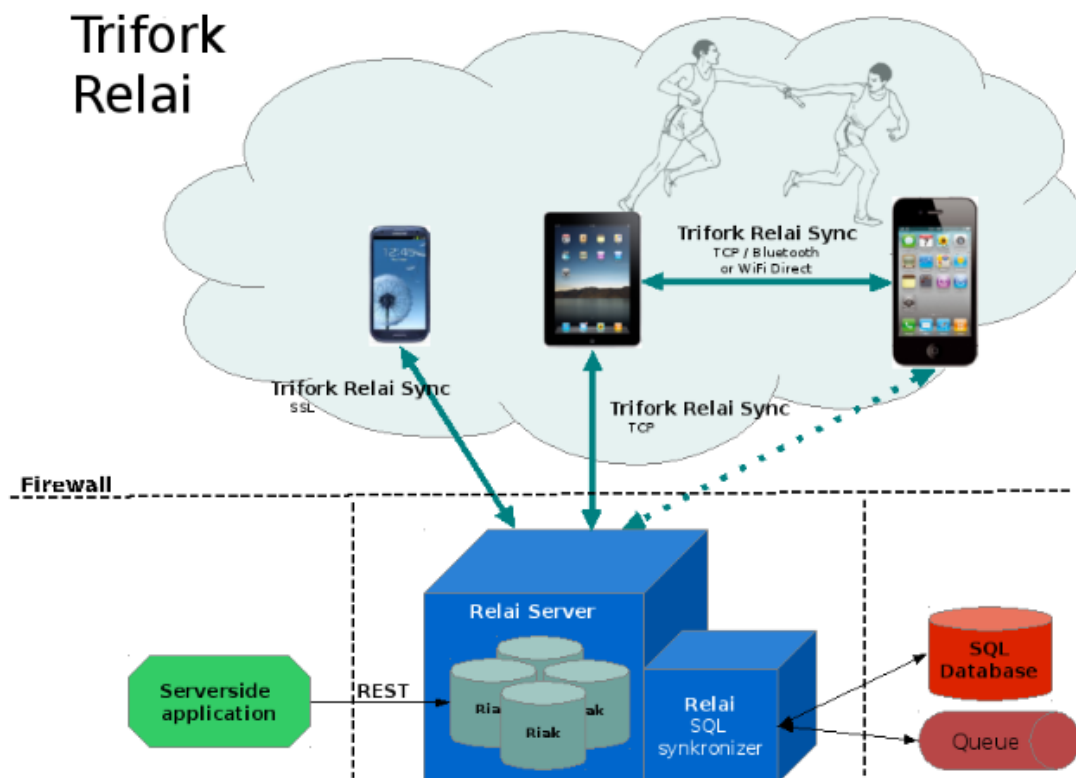 Trifork
Relai
Trifork Relai Sync
TCP / Bluetooth
or WiFi Direct
Trifork Relai Sync
SSL
Trifork Relai Sync
TCP
Firewall
Relai Server
Riak
Serverside
application
REST
Relai
SQL
synkronizer
SQL
Database
Queue